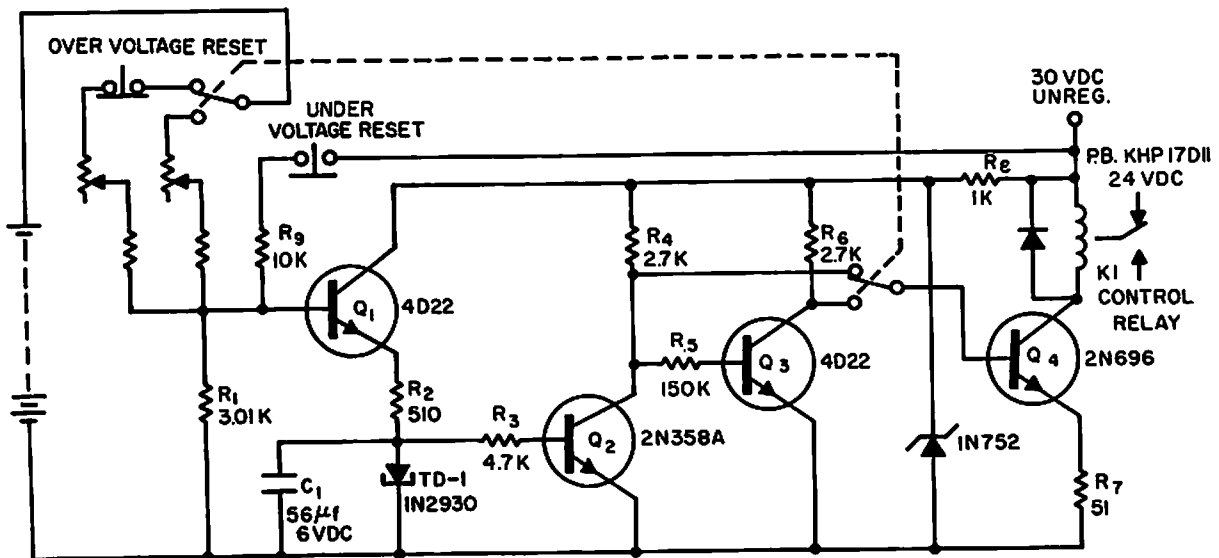 OVER VOLTAGE RESET
UNDER
VOLTAGE RESET
30 VDC
UNREG.
P.B. KHP 17D11
24 VDC
R8
1K
R9
10K
R4
2.7K
R6
2.7K
K1
CONTROL
RELAY
Q1
4D22
R5
150K
Q3
4D22
Q4
2N696
R1
3.01K
R2
510
R3
4.7K
Q2
2N358A
1N752
C1
56µf
6VDC
TD-1
1N2930
R7
51